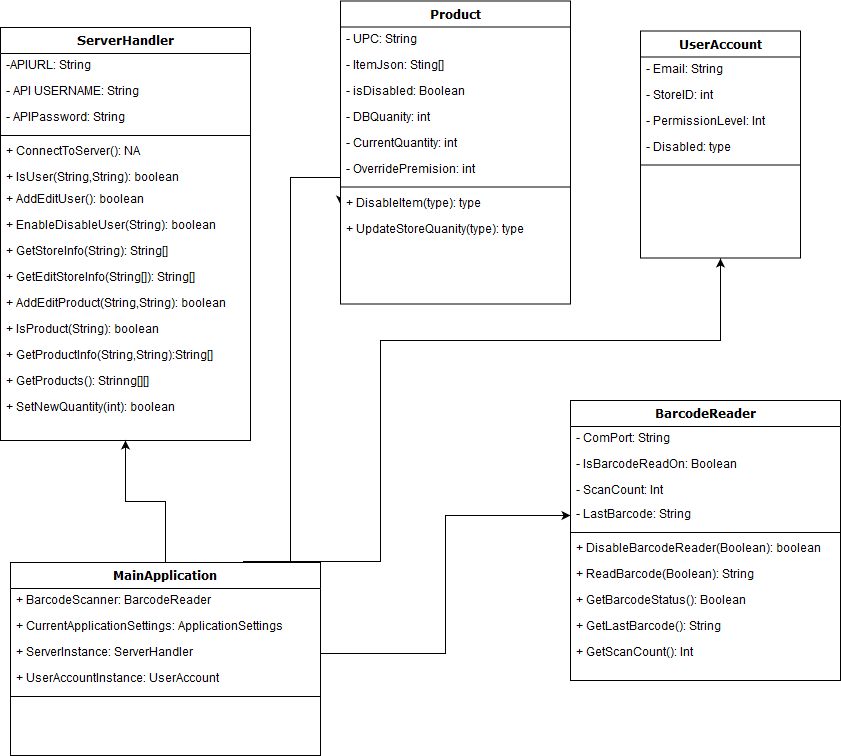 ServerHandler
-APIURL: String
- API USERNAME: String
- APIPassword: String
+ ConnectToServer(): NA
+ IsUser(String,String): boolean
+ AddEditUser(): boolean
+ EnableDisableUser(String): boolean
+ GetStoreInfo(String): String[]
+ GetEditStoreInfo(String[]): String[]
+ AddEditProduct(String,String): boolean
+ IsProduct(String): boolean
+ GetProductInfo(String,String):String[]
+ GetProducts(): Strinng[][]
+ SetNewQuantity(int): boolean
Product
- UPC: String
- ItemJson: Sting[]
- isDisabled: Boolean
- DBQuanity: int
- CurrentQuantity: int
- OverridePremision: int
+ DisableItem(type): type
+ UpdateStoreQuanity(type): type
UserAccount
- Email: String
- StoreID: int
- PermissionLevel: Int
- Disabled: type
BarcodeReader
- ComPort: String
- IsBarcodeReadOn: Boolean
- ScanCount: Int
- LastBarcode: String
+ DisableBarcodeReader(Boolean): boolean
+ ReadBarcode(Boolean): String
+ GetBarcodeStatus(): Boolean
+ GetLastBarcode(): String
+ GetScanCount(): Int
MainApplication
+ BarcodeScanner: BarcodeReader
+ CurrentApplicationSettings: ApplicationSettings
+ ServerInstance: ServerHandler
+ UserAccountInstance: UserAccount